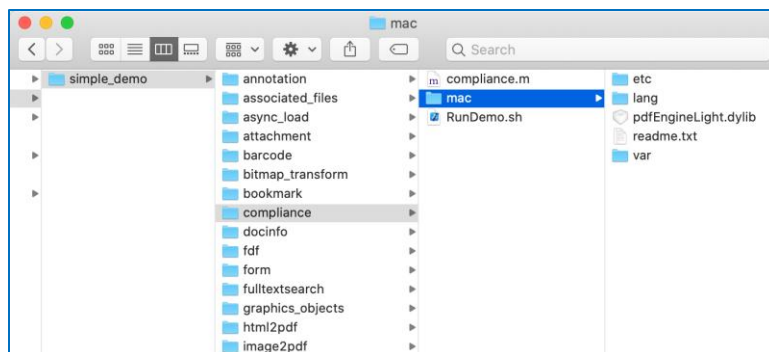 mac
Search
simple_demo
annotation
associated_files
async_load
attachment
barcode
bitmap_transform
bookmark
compliance
docinfo
fdf
form
fulltextsearch
graphics_objects
html2pdf
image2pdf
m compliance.m
mac
RunDemo.sh
etc
lang
pdfEngineLight.dylib
readme.txt
var